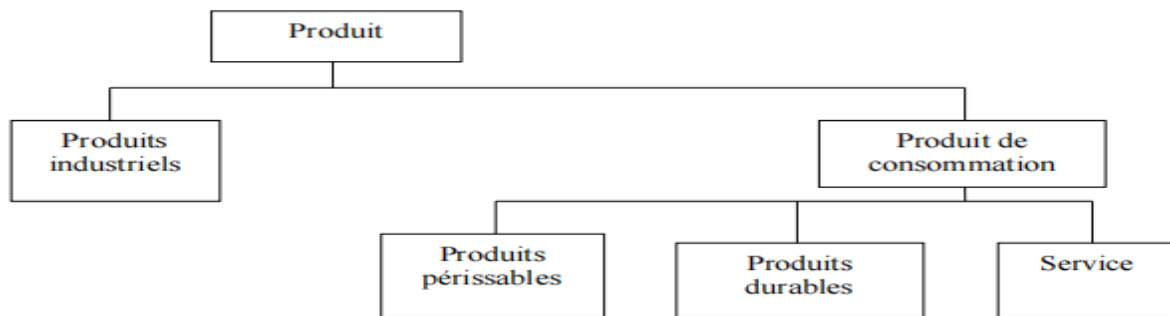 Produit
Produits
industriels
Produit de
consommation
Produits
périssables
Produits
durables
Service